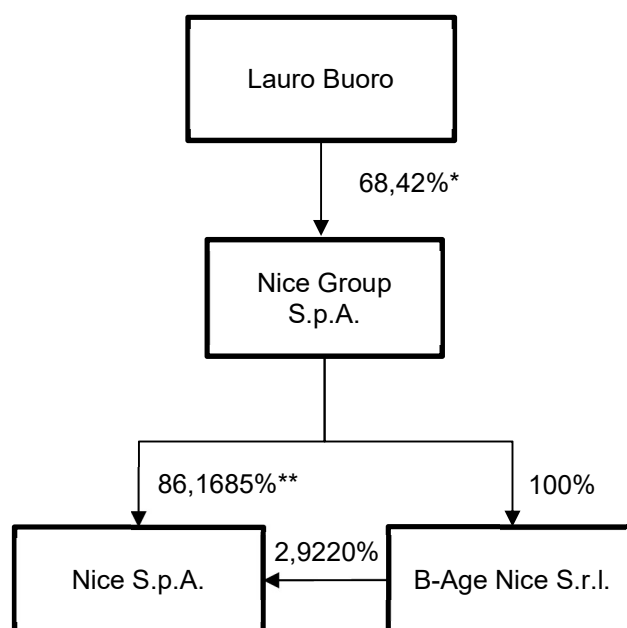 Lauro Buoro
68,42%*
Nice Group
S.p.A.
86,1685%**
100%
Nice S.p.A.
2,9220%
B-Age Nice S.r.l.